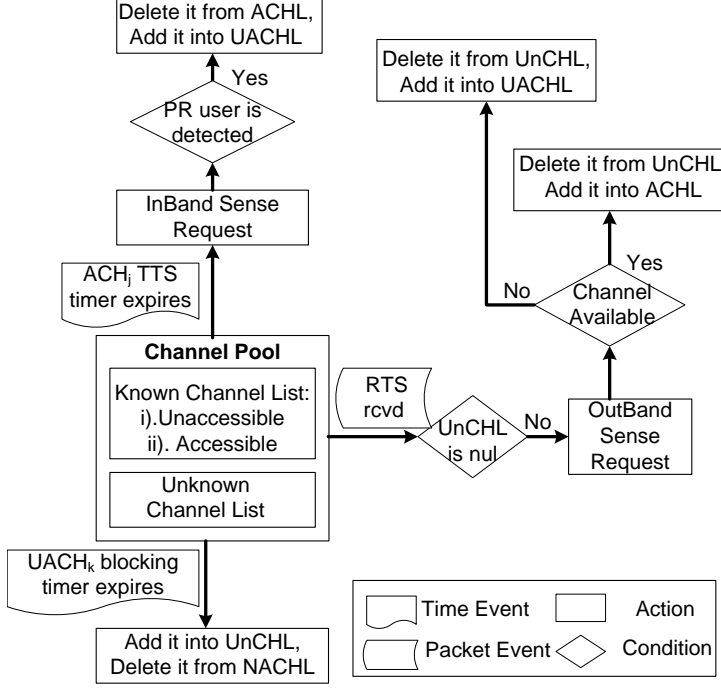 Delete it from ACHL,
Add it into UACHL
Yes
PR user is
detected
InBand Sense
Request
ACHj TTS
timer expires
Channel Pool
Known Channel List:
i).Unaccessible
ii). Accessible
Unknown
Channel List
UACHk blocking
timer expires
Add it into UnCHL,
Delete it from NACHL
RTS
rcvd
UnCHL
is nul
No
OutBand
Sense
Request
Channel
Available
No
Yes
Delete it from UnCHL,
Add it into UACHL
Delete it from UnCHL
Add it into ACHL
Time Event
Action
Packet Event
Condition